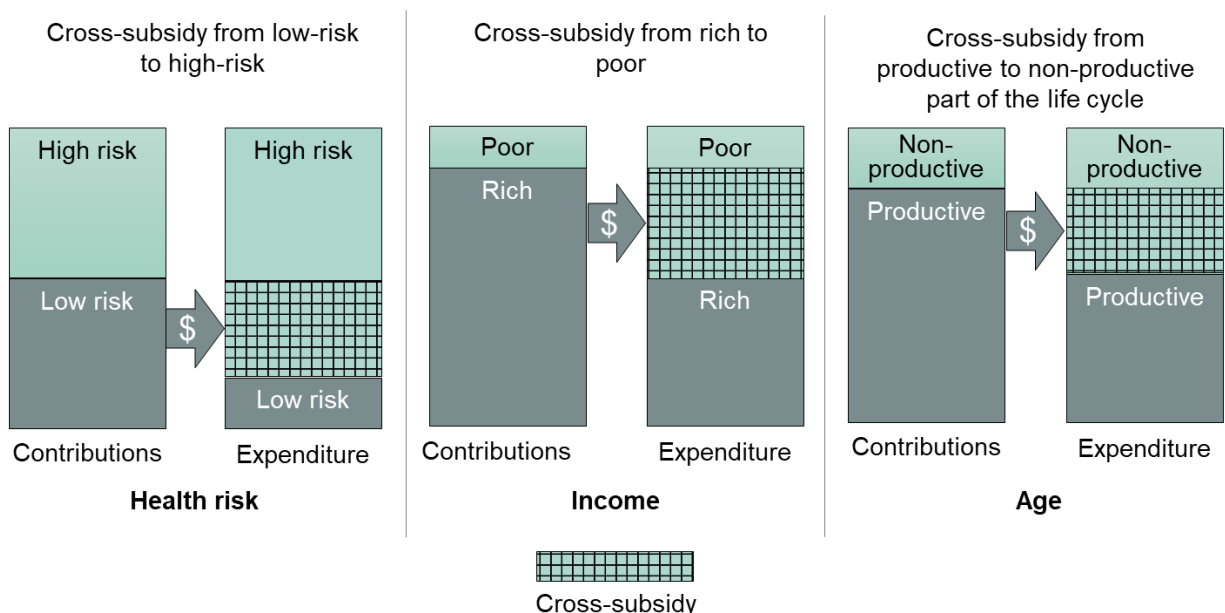 Cross-subsidy from low-risk
to high-risk
High risk
Low risk
$
High risk
Low risk
Contributions
Expenditure
Health risk
Cross-subsidy from rich to
poor
Poor
Rich
$
Poor
Rich
Contributions
Expenditure
Income
Cross-subsidy from
productive to non-productive
part of the life cycle
Non-
productive
Productive
$
Non-
productive
Productive
Contributions
Expenditure
Age
Cross-subsidy